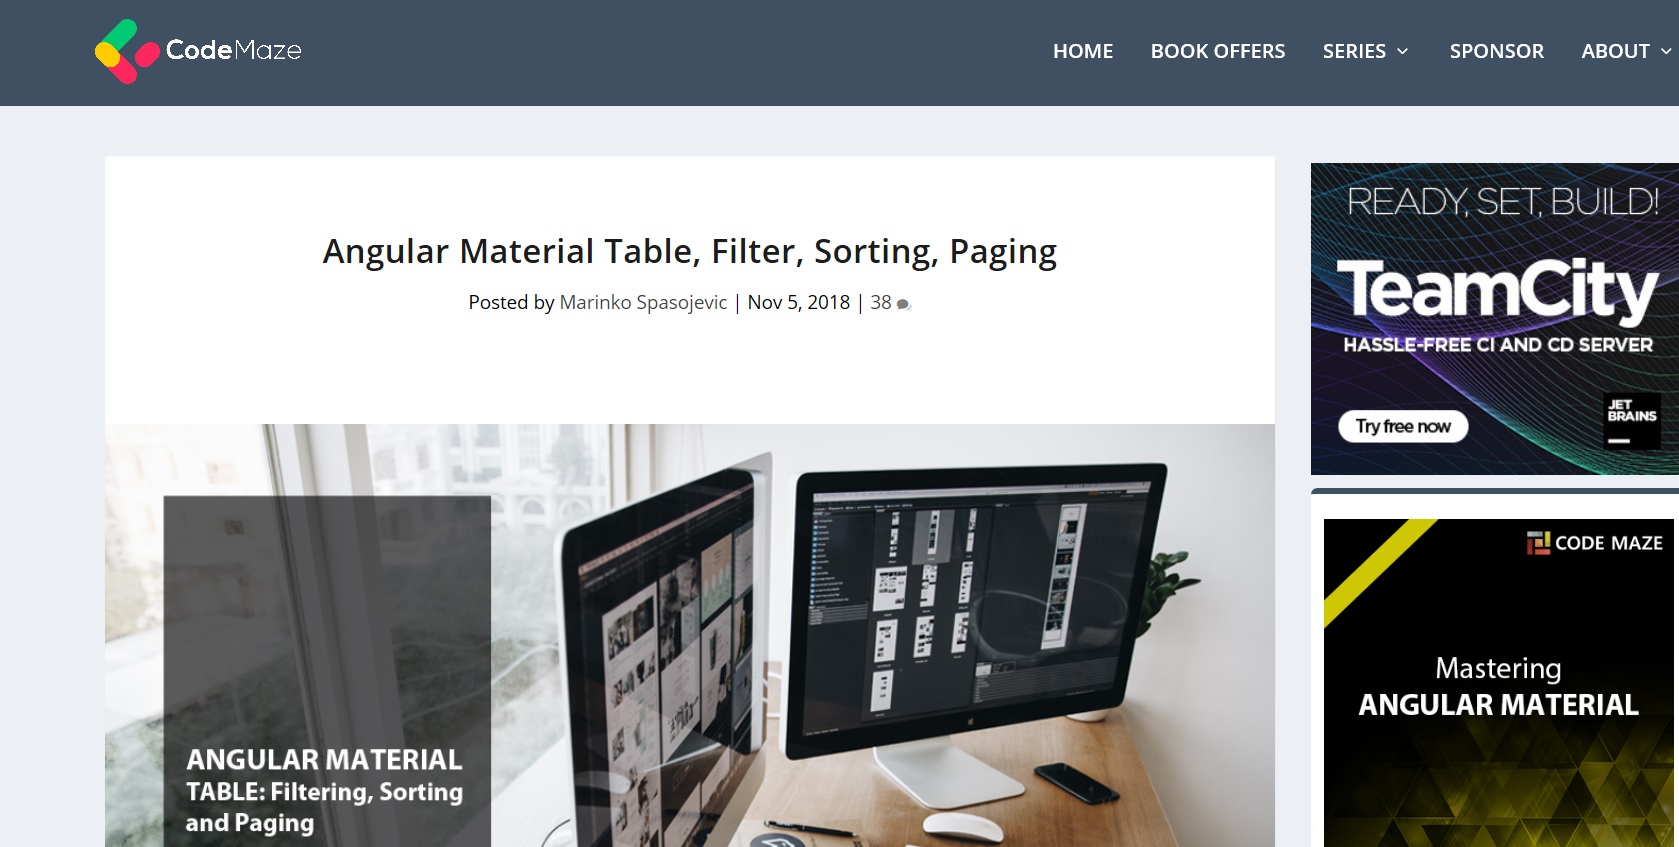 CodeMaze
HOME BOOK OFFERS SERIES SPONSOR ABOUT
Angular Material Table, Filter, Sorting, Paging
Posted by Marinko Spasojevic | Nov 5, 2018 | 38
ANGULAR MATERIAL
TABLE: Filtering, Sorting
and Paging
READY, SET, BUILD!
TeamCity
HASSLE-FREE CI AND CD SERVER
Try free now
JET
BRAINS
CODE MAZE
Mastering
ANGULAR MATERIAL